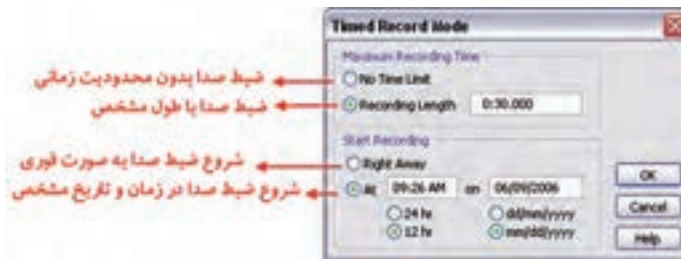 Timed Record Mode
Maximum Recording Time
ضبط صدا بدون محدودیت زمانی
No Time Limit
ضبط صدا با طول مشخص
Recording Length 0:30.000
Start Recording
شروع ضبط صدا به صورت فوری
Right Away
شروع ضبط صدا در زمان و تاریخ مشخص
At 09:26 AM on 06/09/2006
24 hr dd/mm/yyyy
12 hr mm/dd/yyyy
OK
Cancel
Help